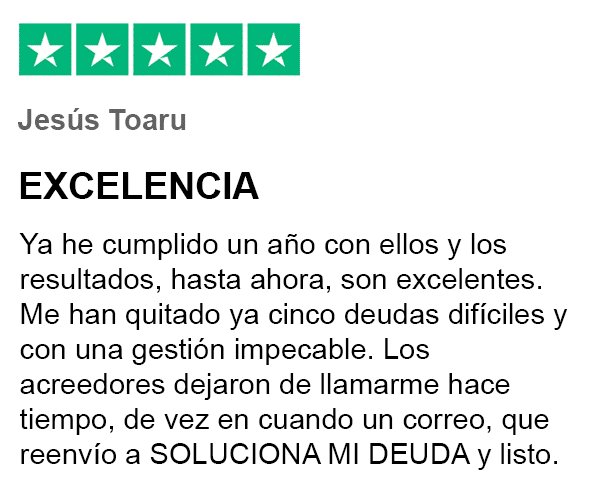 Jesús Toaru
EXCELENCIA
Ya he cumplido un año con ellos y los
resultados, hasta ahora, son excelentes.
Me han quitado ya cinco deudas difíciles y
con una gestión impecable. Los
acreedores dejaron de llamarme hace
tiempo, de vez en cuando un correo, que
reenvío a SOLUCIONA MI DEUDA y listo.